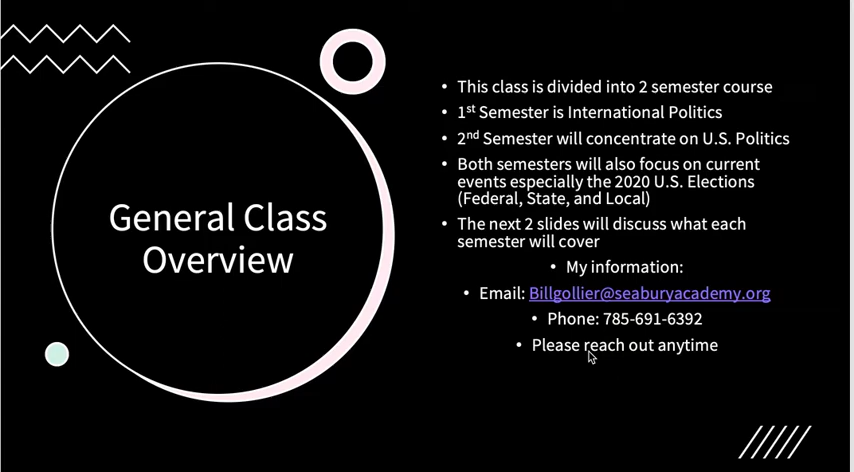 General Class
Overview
• This class is divided into 2 semester course
• 1st Semester is International Politics
• 2nd Semester will concentrate on U.S. Politics
• Both semesters will also focus on current
events especially the 2020 U.S. Elections
(Federal, State, and Local)
• The next 2 slides will discuss what each
semester will cover
• My information:
• Email: Billgollier@seaburyacademy.org
• Phone: 785-691-6392
• Please reach out anytime